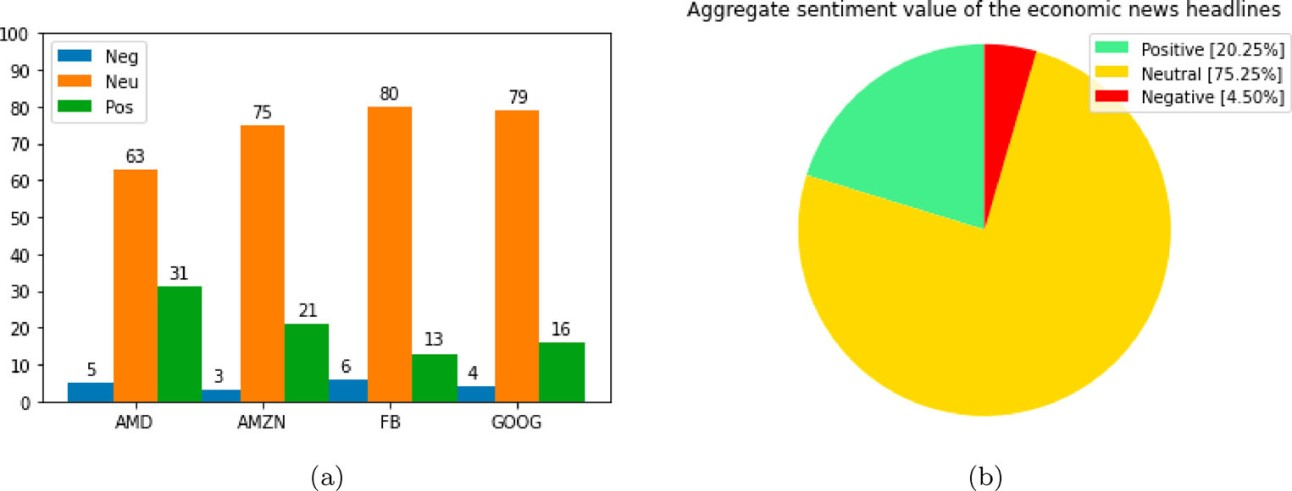 Aggregate sentiment value of the economic news headlines
100
90
80
70
60
50
40
30
20
10
0
Neg
Neu
Pos
5
63
31
3
75
21
6
80
13
4
79
16
AMD
AMZN
FB
GOOG
Positive [20.25%]
Neutral [75.25%]
Negative [4.50%]
(a)
(b)